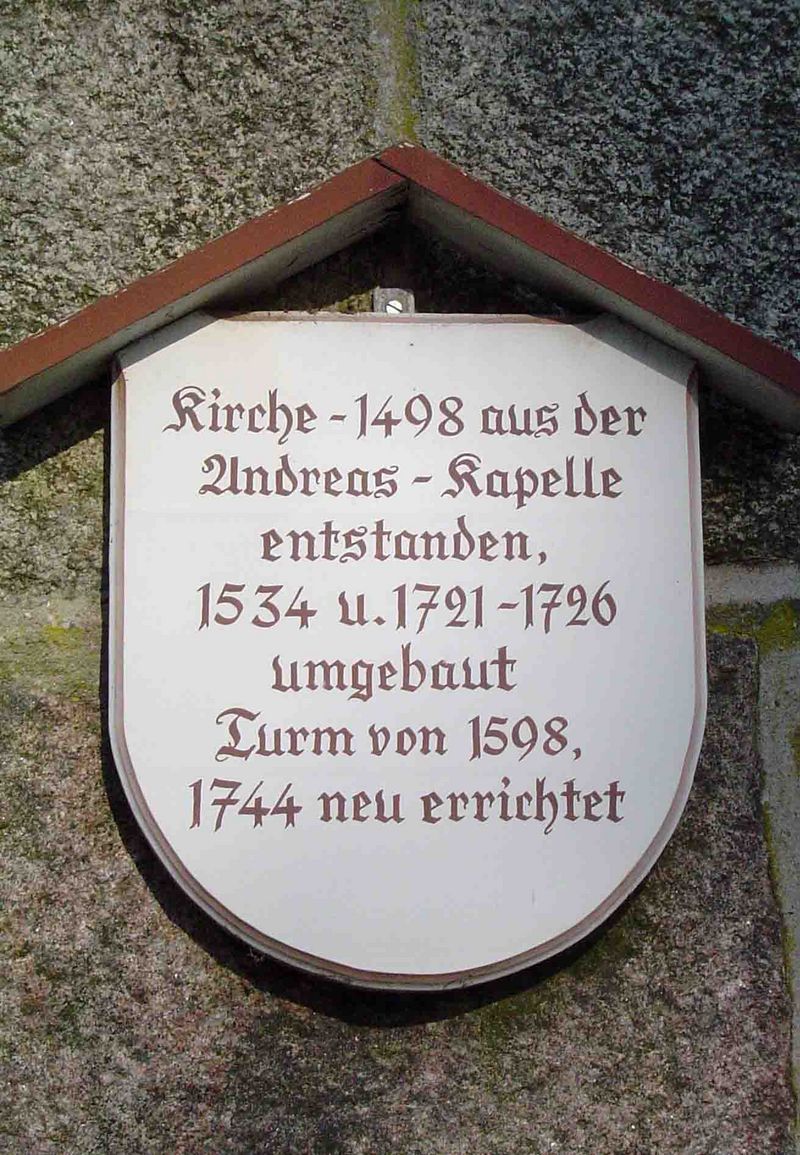 Kirche - 1498 aus der
Andreas - Kapelle
entstanden,
1534 u. 1721 - 1726
umgebaut
Turm von 1598,
1744 neu errichtet